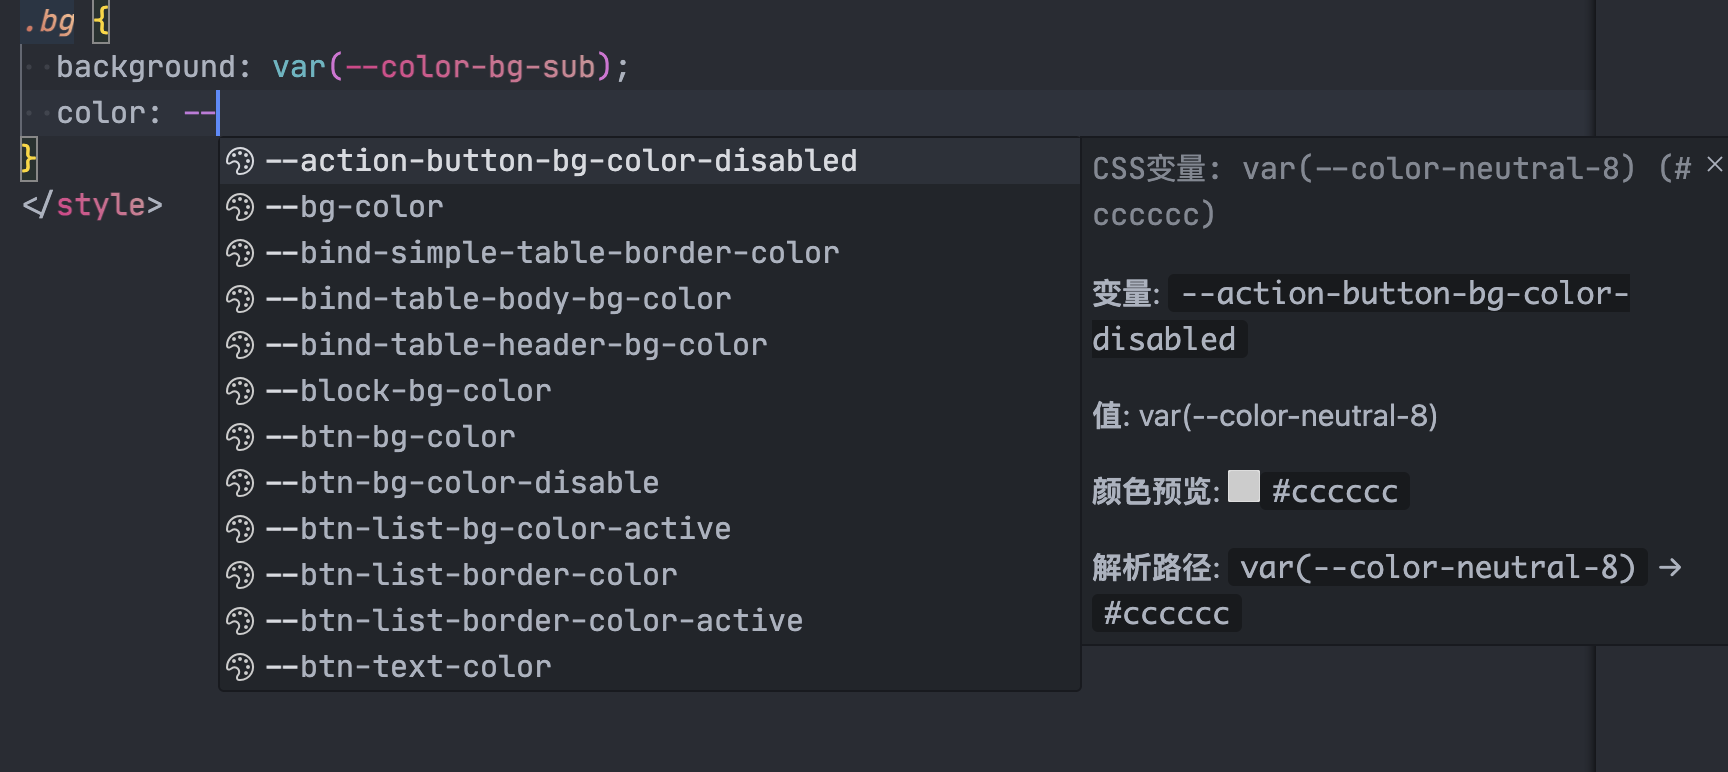 .bg {
background: var(--color-bg-sub);
color: --
}
</style>
--action-button-bg-color-disabled
--bg-color
--bind-simple-table-border-color
--bind-table-body-bg-color
--bind-table-header-bg-color
--block-bg-color
--btn-bg-color
--btn-bg-color-disable
--btn-list-bg-color-active
--btn-list-border-color
--btn-list-border-color-active
--btn-text-color
CSS变量: var(--color-neutral-8) (#
cccccc)
变量: --action-button-bg-color-
disabled
值: var(--color-neutral-8)
颜色预览: #cccccc
解析路径: var(--color-neutral-8) →
#cccccc